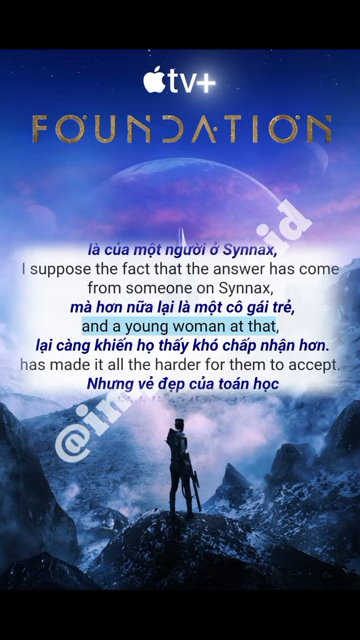 tv+
FOUNDATION
là của một người ở Synnax,
I suppose the fact that the answer has come
from someone on Synnax,
mà hơn nữa lại là một cô gái trẻ,
and a young woman at that,
lại càng khiến họ thấy khó chấp nhận hơn.
has made it all the harder for them to accept.
Nhưng vẻ đẹp của toán học